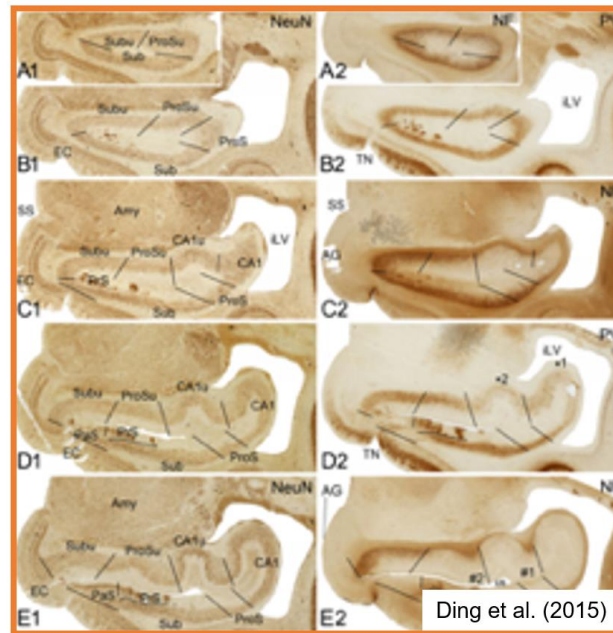 NeuN
Subu ProSu
Sub
A1
NF
A2
Subu ProSu
ProS
EC
Sub
B1
iLV
TN
B2
SS
Amy
CA1u
Subu ProSu
iLV
CA1
EC
PrS
ProS
Sub
C1
SS
AG
C2
CA1u
Subu ProSu
CA1
PaS PrS
EC
ProS
Sub
D1
iLV
*1
*2
TN
D2
NeuN
Amy
CA1u
Subu ProSu
CA1
EC
PaS PrS
ProS
Sub
E1
AG
#2 #1
E2
Ding et al. (2015)